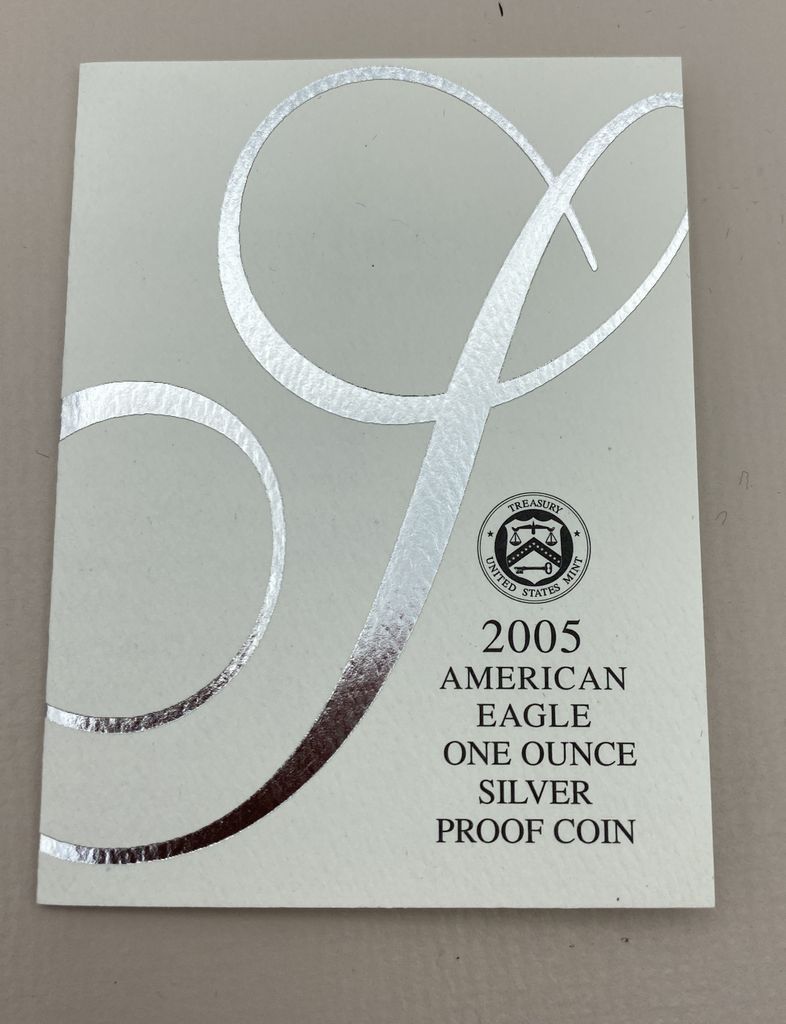 TREASURY
UNITED STATES MINT
2005
AMERICAN
EAGLE
ONE OUNCE
SILVER
PROOF COIN